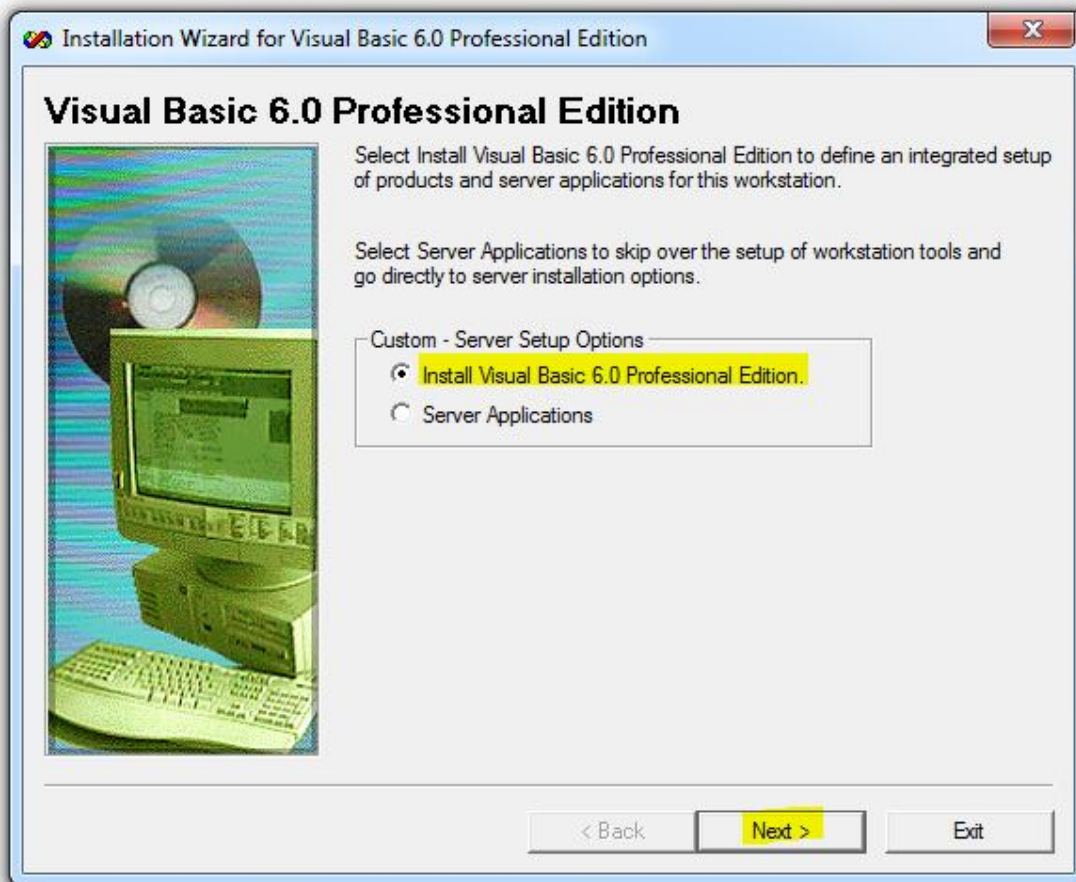 Installation Wizard for Visual Basic 6.0 Professional Edition
Visual Basic 6.0 Professional Edition
Select Install Visual Basic 6.0 Professional Edition to define an integrated setup
of products and server applications for this workstation.
Select Server Applications to skip over the setup of workstation tools and
go directly to server installation options.
Custom - Server Setup Options
Install Visual Basic 6.0 Professional Edition.
Server Applications
< Back
Next >
Exit